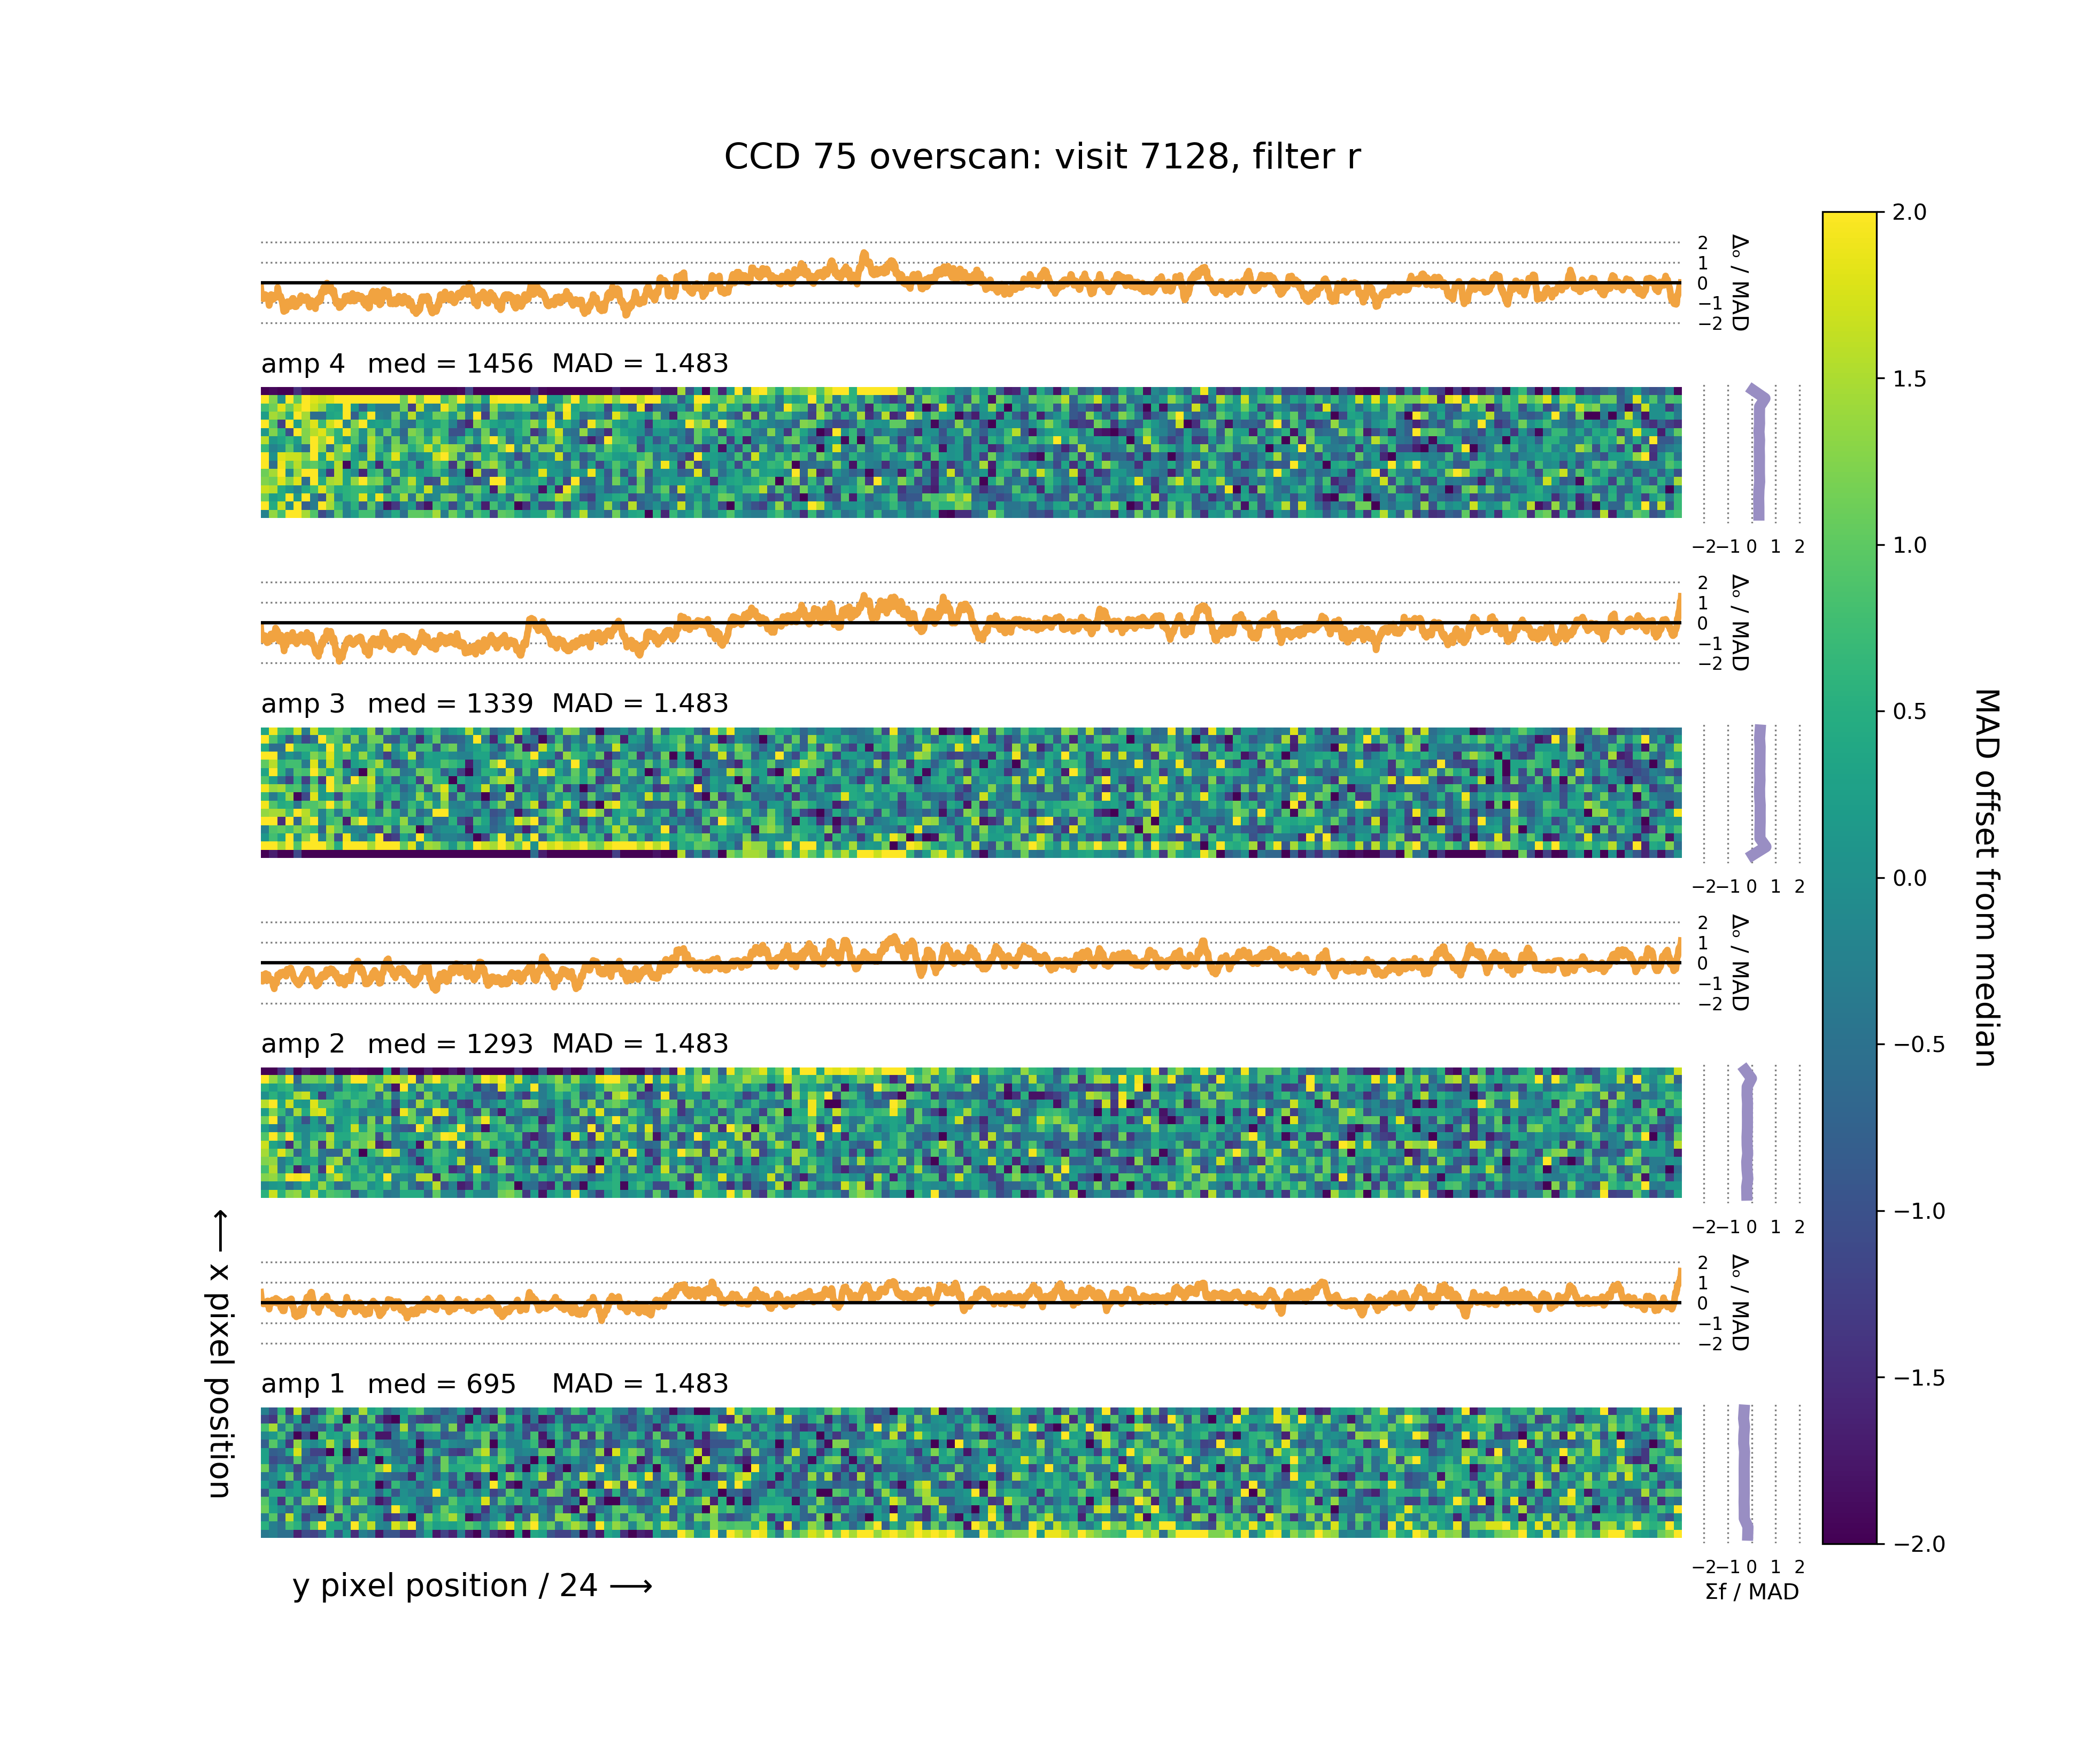 CCD 75 overscan: visit 7128, filter r
2
1
0
−1
−2
Δₒ / MAD
amp 4 med = 1456 MAD = 1.483
−2 −1 0 1 2
2
1
0
−1
−2
Δₒ / MAD
amp 3 med = 1339 MAD = 1.483
−2 −1 0 1 2
2
1
0
−1
−2
Δₒ / MAD
amp 2 med = 1293 MAD = 1.483
−2 −1 0 1 2
2
1
0
−1
−2
Δₒ / MAD
amp 1 med = 695 MAD = 1.483
−2 −1 0 1 2
Σf / MAD
y pixel position / 24 ⟶
⟵ x pixel position
2.0
1.5
1.0
0.5
0.0
−0.5
−1.0
−1.5
−2.0
MAD offset from median